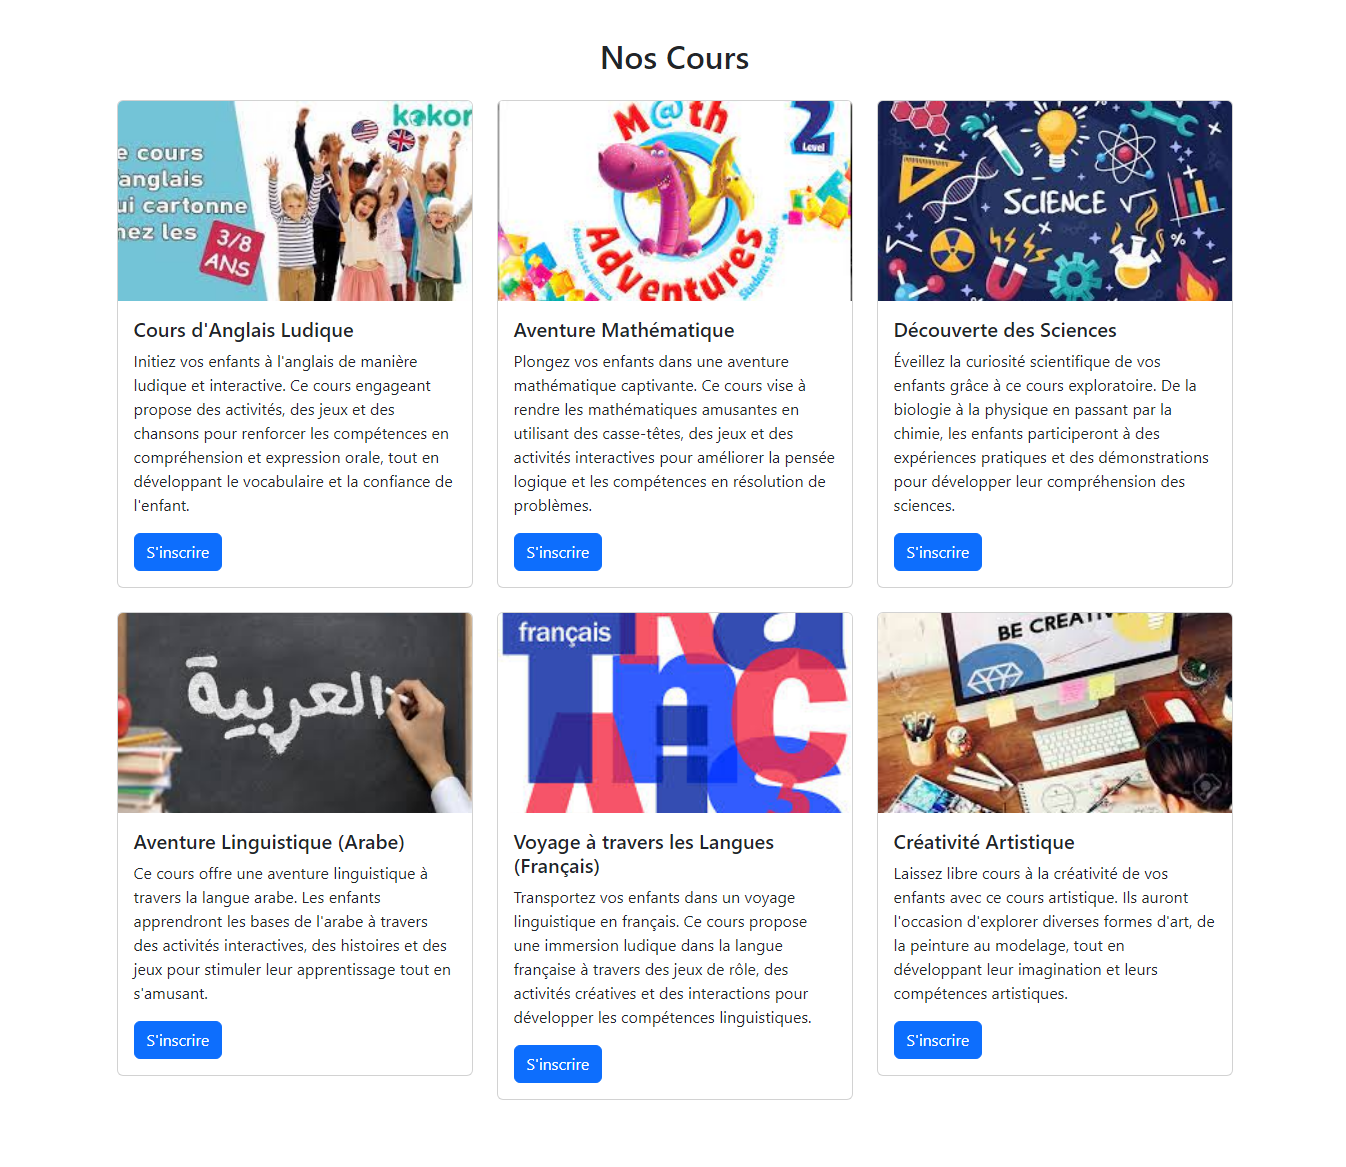 Nos Cours
kokor
e cours
anglais
ui cartonne
nez les
3/8
ANS
Cours d'Anglais Ludique
Initiez vos enfants à l'anglais de manière
ludique et interactive. Ce cours engageant
propose des activités, des jeux et des
chansons pour renforcer les compétences en
compréhension et expression orale, tout en
développant le vocabulaire et la confiance de
l'enfant.
S'inscrire
M@th
Adventures
2
Level
Student's Book
Aventure Mathématique
Plongez vos enfants dans une aventure
mathématique captivante. Ce cours vise à
rendre les mathématiques amusantes en
utilisant des casse-têtes, des jeux et des
activités interactives pour améliorer la pensée
logique et les compétences en résolution de
problèmes.
S'inscrire
SCIENCE
%
Découverte des Sciences
Éveillez la curiosité scientifique de vos
enfants grâce à ce cours exploratoire. De la
biologie à la physique en passant par la
chimie, les enfants participeront à des
expériences pratiques et des démonstrations
pour développer leur compréhension des
sciences.
S'inscrire
العربية
Aventure Linguistique (Arabe)
Ce cours offre une aventure linguistique à
travers la langue arabe. Les enfants
apprendront les bases de l'arabe à travers
des activités interactives, des histoires et des
jeux pour stimuler leur apprentissage tout en
s'amusant.
S'inscrire
français
Voyage à travers les Langues
(Français)
Transportez vos enfants dans un voyage
linguistique en français. Ce cours propose
une immersion ludique dans la langue
française à travers des jeux de rôle, des
activités créatives et des interactions pour
développer les compétences linguistiques.
S'inscrire
BE CREATIV
Créativité Artistique
Laissez libre cours à la créativité de vos
enfants avec ce cours artistique. Ils auront
l'occasion d'explorer diverses formes d'art, de
la peinture au modelage, tout en
développant leur imagination et leurs
compétences artistiques.
S'inscrire